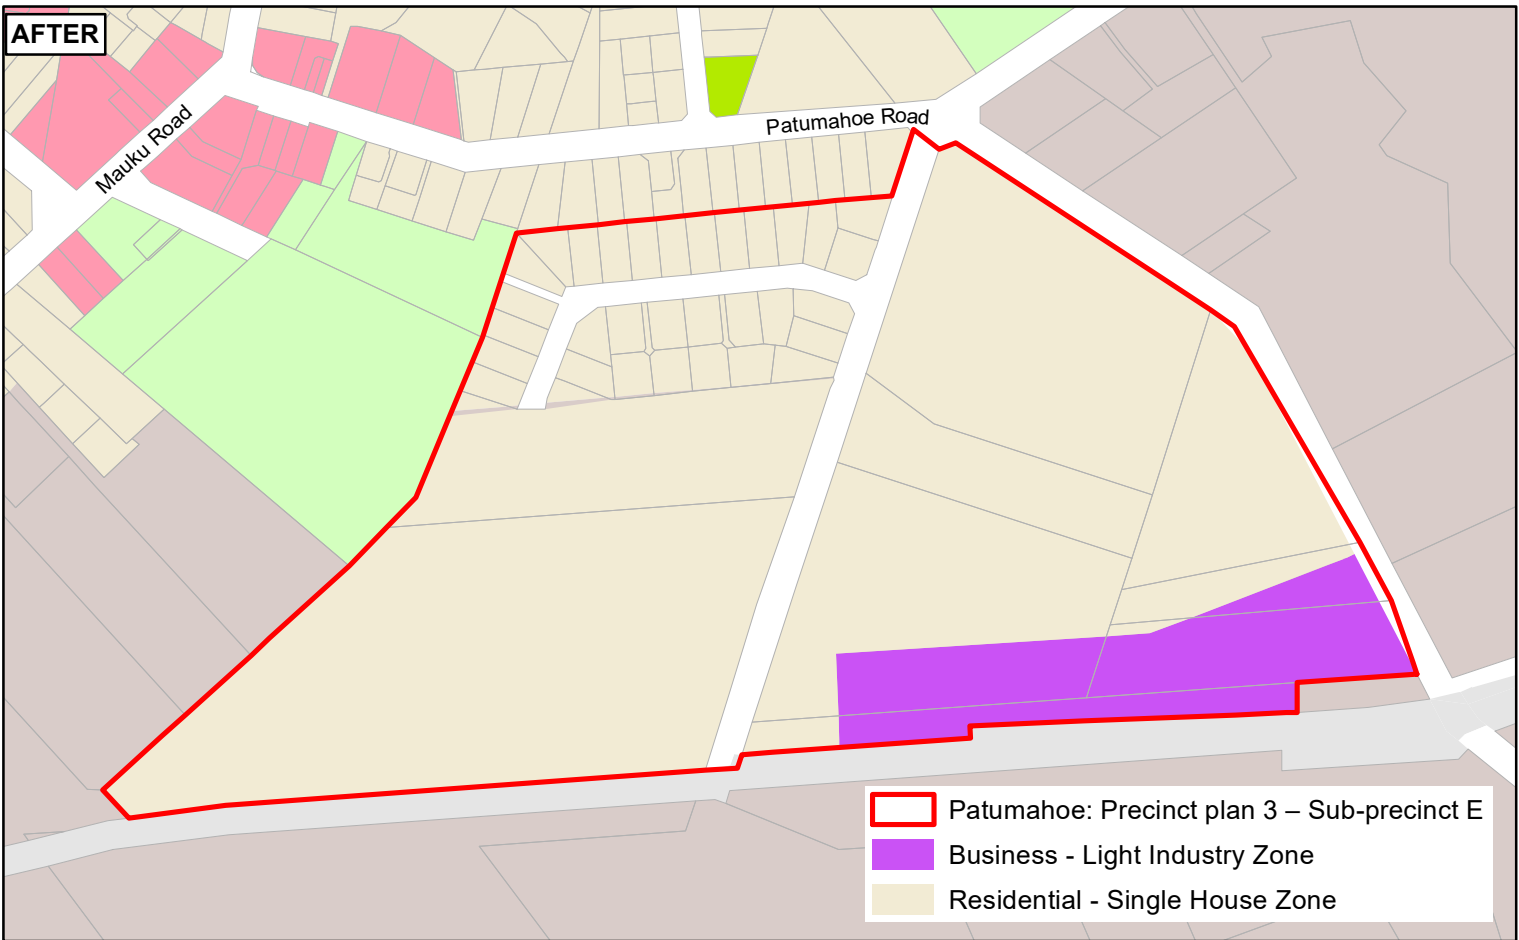 AFTER
Mauku Road
Patumahoe Road
Patumahoe: Precinct plan 3 – Sub-precinct E
Business - Light Industry Zone
Residential - Single House Zone